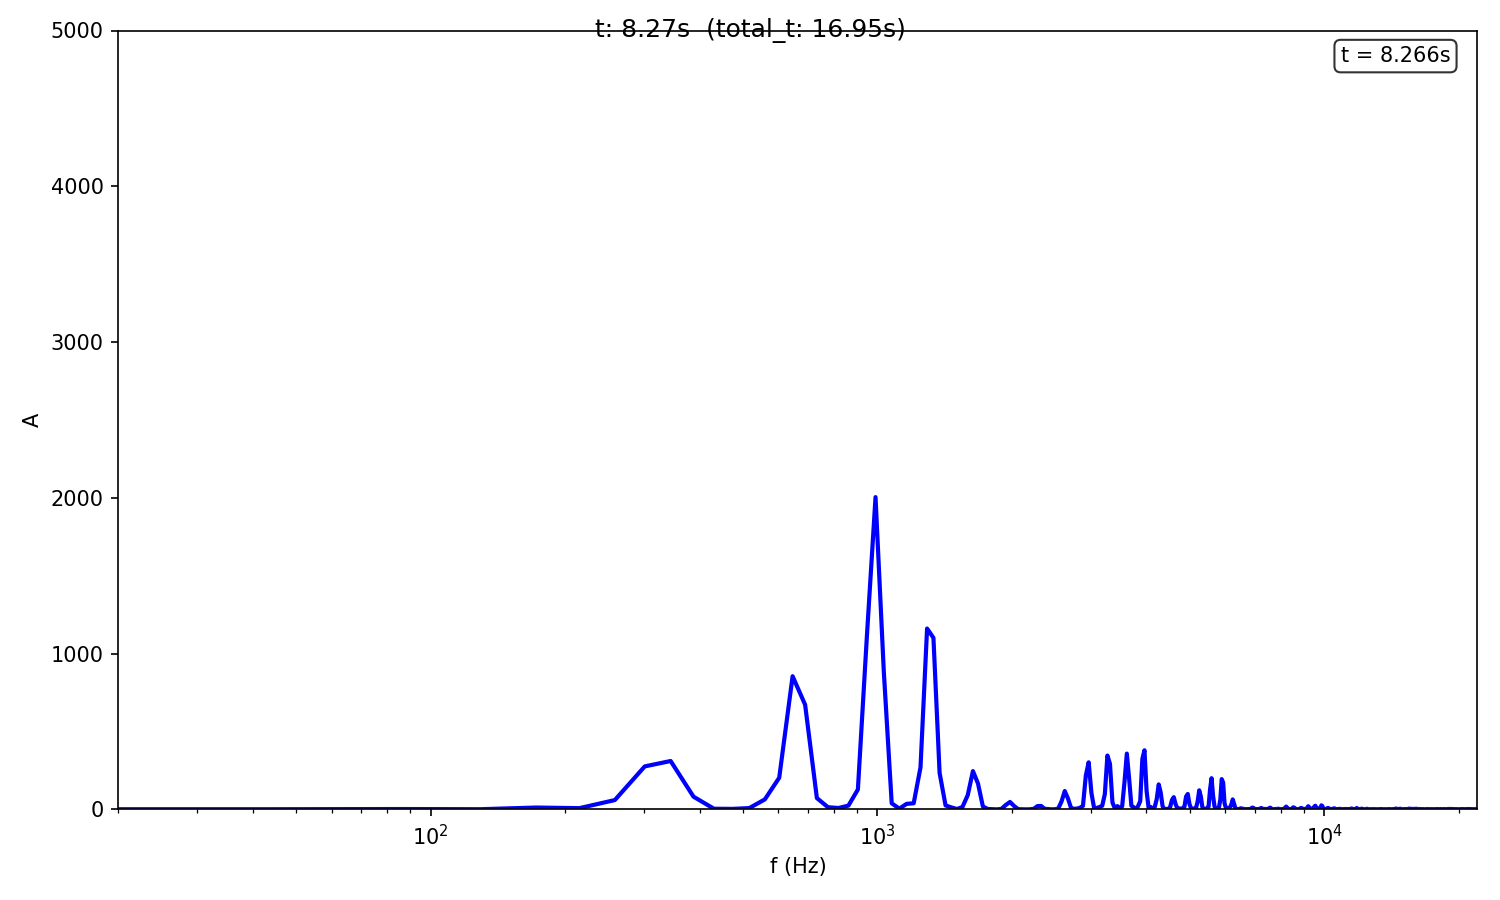 t: 8.27s (total_t: 16.95s)
t = 8.266s
5000
4000
3000
2000
1000
0
A
10²
10³
10⁴
f (Hz)